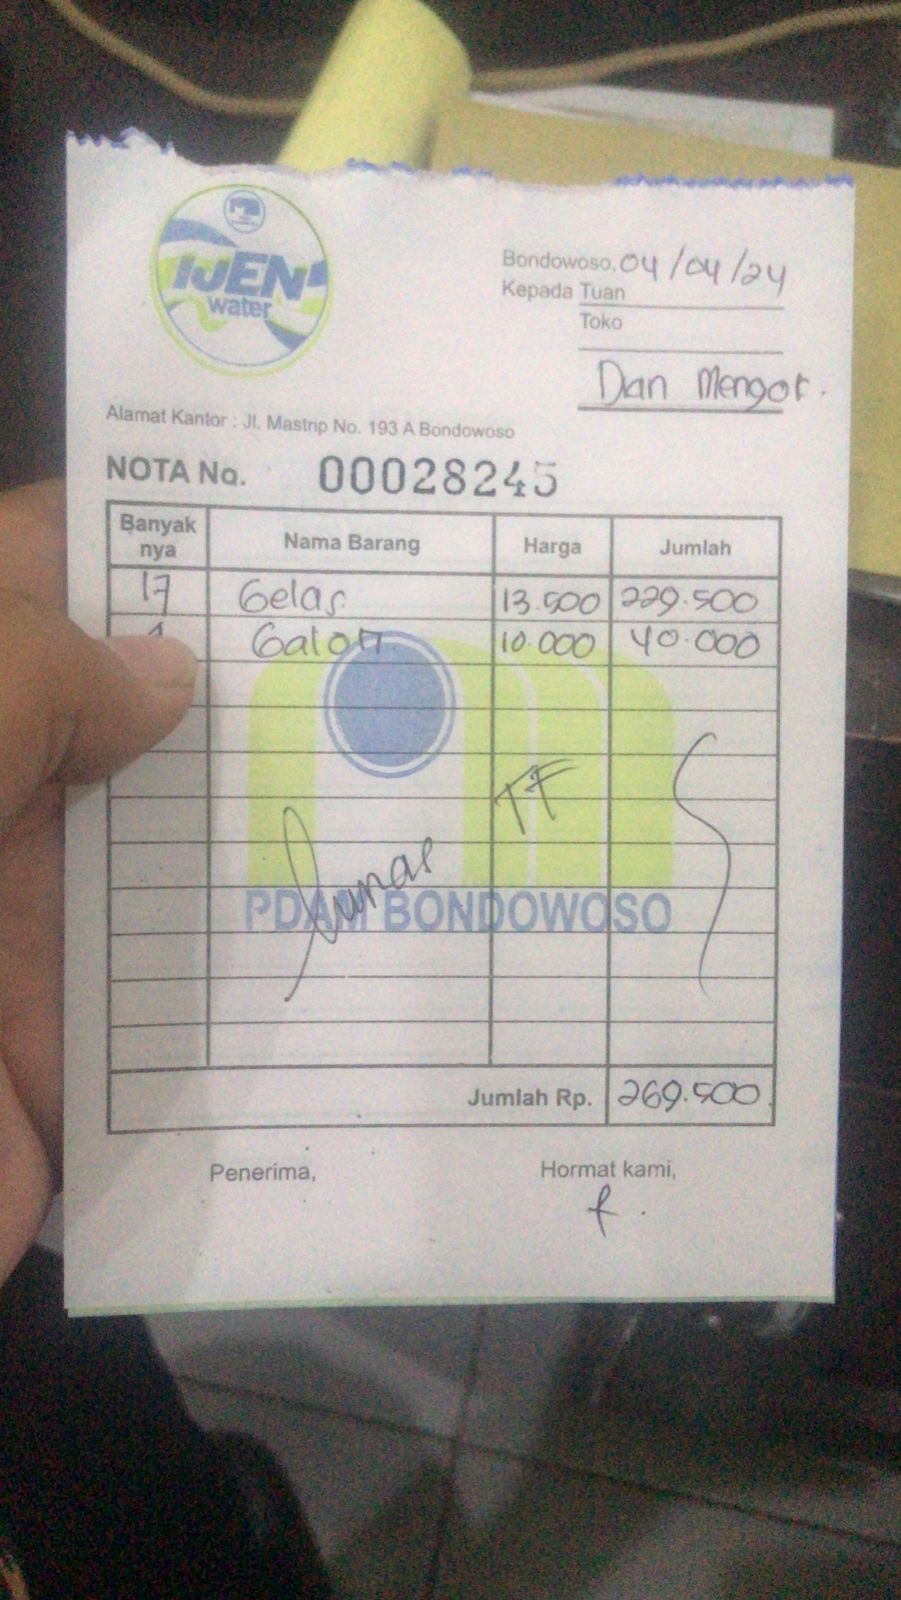 IJEN
water
Bondowoso, 04/04/24
Kepada Tuan
Toko
Dan Mengor.
Alamat Kantor : Jl. Mastrip No. 193 A Bondowoso
NOTA No. 00028245
Banyak nya Nama Barang Harga Jumlah
17 Gelas. 13.500 229.500
Galon. 10.000 40.000
lunas TF
PDAM BONDOWOSO
Jumlah Rp. 269.500
Penerima, Hormat kami,